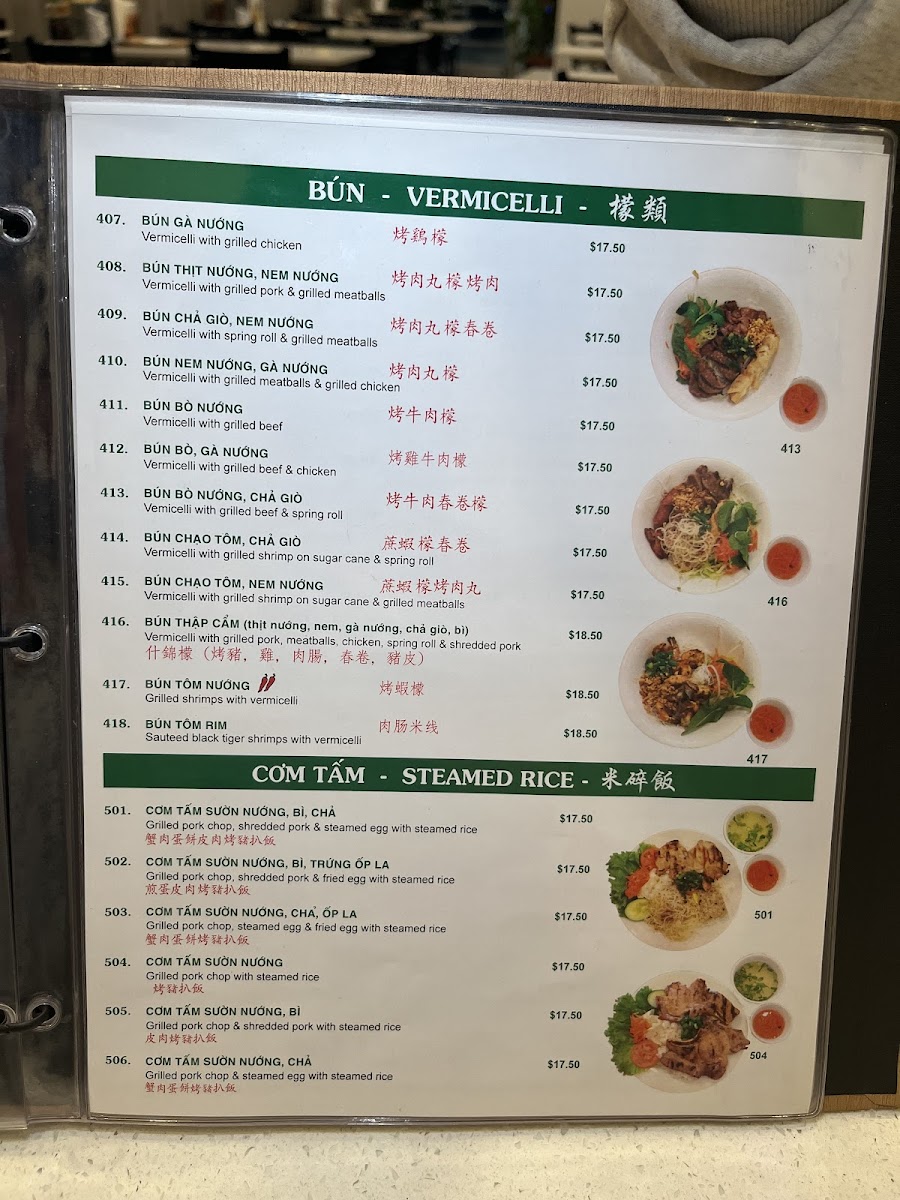 BÚN - VERMICELLI - 檬類
407. BÚN GÀ NƯỚNG 烤鷄檬 $17.50
Vermicelli with grilled chicken
408. BÚN THỊT NƯỚNG, NEM NƯỚNG 烤肉丸檬烤肉 $17.50
Vermicelli with grilled pork & grilled meatballs
409. BÚN CHẢ GIÒ, NEM NƯỚNG 烤肉丸檬春卷 $17.50
Vermicelli with spring roll & grilled meatballs
410. BÚN NEM NƯỚNG, GÀ NƯỚNG 烤肉丸檬 $17.50
Vermicelli with grilled meatballs & grilled chicken
411. BÚN BÒ NƯỚNG 烤牛肉檬 $17.50
Vermicelli with grilled beef
412. BÚN BÒ, GÀ NƯỚNG 烤雞牛肉檬 $17.50
Vermicelli with grilled beef & chicken
413. BÚN BÒ NƯỚNG, CHẢ GIÒ 烤牛肉春卷檬 $17.50
Vemicelli with grilled beef & spring roll
414. BÚN CHẠO TÔM, CHẢ GIÒ 蔗蝦檬春卷 $17.50
Vermicelli with grilled shrimp on sugar cane & spring roll
415. BÚN CHẠO TÔM, NEM NƯỚNG 蔗蝦檬烤肉丸 $17.50
Vermicelli with grilled shrimp on sugar cane & grilled meatballs
416. BÚN THẬP CẨM (thịt nướng, nem, gà nướng, chả giò, bì) $18.50
Vermicelli with grilled pork, meatballs, chicken, spring roll & shredded pork
什錦檬 (烤豬, 雞, 肉腸, 春卷, 豬皮)
417. BÚN TÔM NƯỚNG 烤蝦檬 $18.50
Grilled shrimps with vermicelli
418. BÚN TÔM RIM 肉肠米线 $18.50
Sauteed black tiger shrimps with vermicelli
413
416
417
CƠM TẤM - STEAMED RICE - 米碎飯
501. CƠM TẤM SƯỜN NƯỚNG, BÌ, CHẢ $17.50
Grilled pork chop, shredded pork & steamed egg with steamed rice
蟹肉蛋餅皮肉烤豬扒飯
502. CƠM TẤM SƯỜN NƯỚNG, BÌ, TRỨNG ỐP LA $17.50
Grilled pork chop, shredded pork & fried egg with steamed rice
煎蛋皮肉烤豬扒飯
503. CƠM TẤM SƯỜN NƯỚNG, CHẢ, ỐP LA $17.50
Grilled pork chop, steamed egg & fried egg with steamed rice
蟹肉蛋餅烤豬扒飯
504. CƠM TẤM SƯỜN NƯỚNG $17.50
Grilled pork chop with steamed rice
烤豬扒飯
505. CƠM TẤM SƯỜN NƯỚNG, BÌ $17.50
Grilled pork chop & shredded pork with steamed rice
皮肉烤豬扒飯
506. CƠM TẤM SƯỜN NƯỚNG, CHẢ $17.50
Grilled pork chop & steamed egg with steamed rice
蟹肉蛋餅烤豬扒飯
501
504